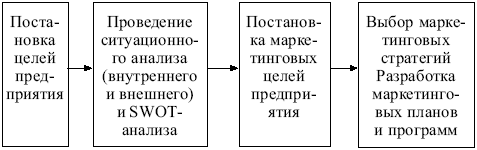 Поста-
новка
целей
пред-
приятия
Проведение
ситуационно-
го анализа
(внутреннего
и внешнего)
и SWOT-
анализа
Постанов-
ка марке-
тинговых
целей
предпри-
ятия
Выбор марке-
тинговых
стратегий
Разработка
маркетинго-
вых планов
и программ